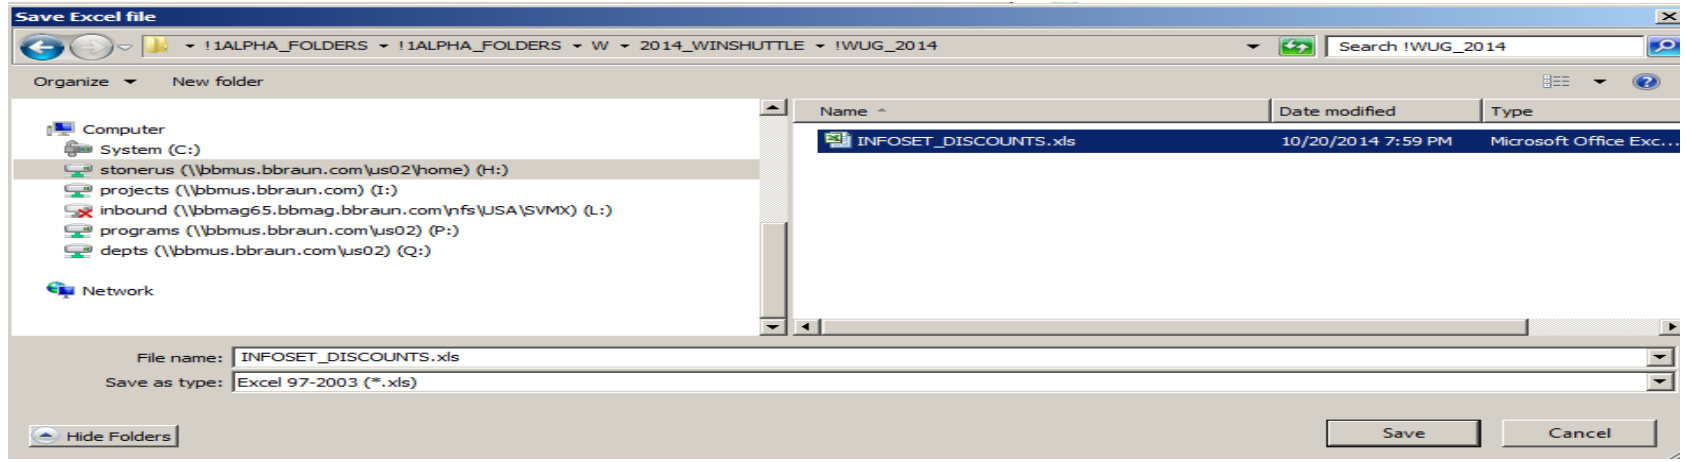 Save Excel file
!1ALPHA_FOLDERS !1ALPHA_FOLDERS W 2014_WINSHUTTLE !WUG_2014 Search !WUG_2014
Organize New folder
Name Date modified Type
Computer
INFOSET_DISCOUNTS.xls 10/20/2014 7:59 PM Microsoft Office Exc...
System (C:)
stonerus (\\bbmus.bbraun.com\us02\home) (H:)
projects (\\bbmus.bbraun.com) (I:)
inbound (\\bbmag65.bbmag.bbraun.com\nfs\USA\SVMX) (L:)
programs (\\bbmus.bbraun.com\us02) (P:)
depts (\\bbmus.bbraun.com\us02) (Q:)
Network
File name: INFOSET_DISCOUNTS.xls
Save as type: Excel 97-2003 (*.xls)
Hide Folders Save Cancel